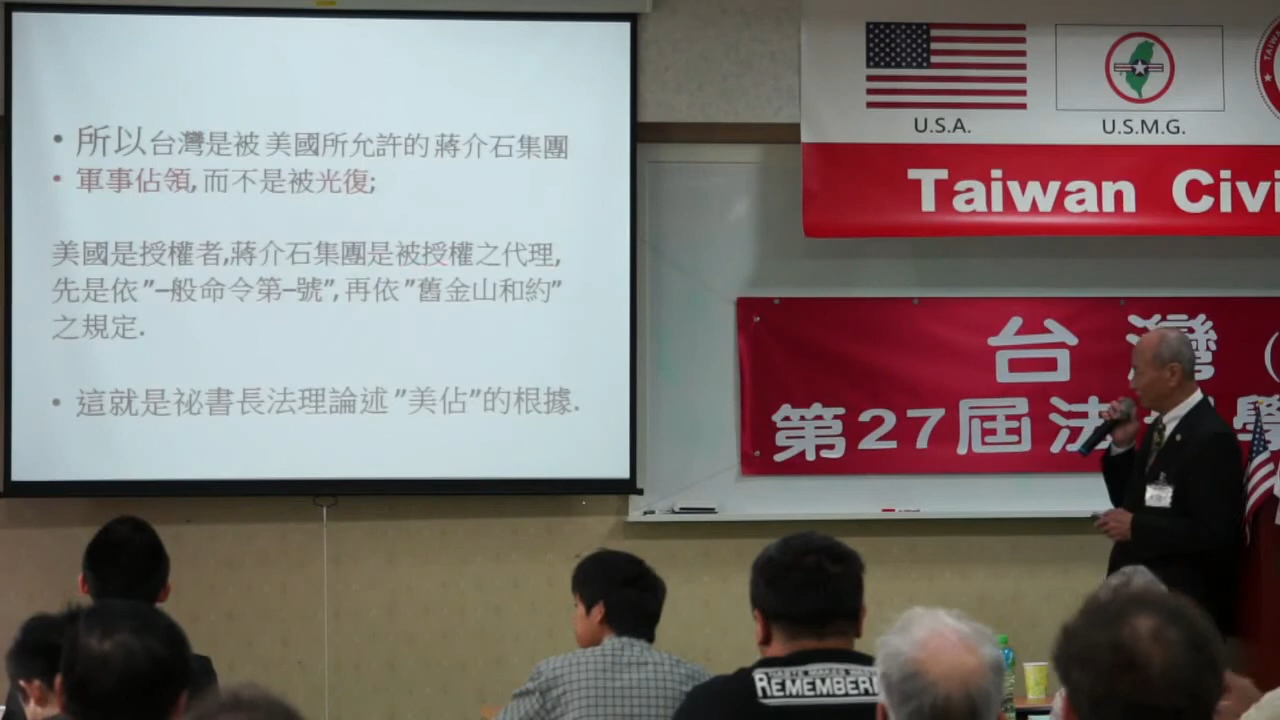 • 所以台灣是被 美國所允許的 蔣介石集團
• 軍事佔領, 而不是被光復;
美國是授權者,蔣介石集團是被授權之代理,
先是依 ”一般命令第一號”, 再依 ”舊金山和約”
之規定.
• 這就是祕書長法理論述 ”美佔”的根據.
U.S.A.
U.S.M.G.
Taiwan Civi
台 灣 (
第27屆法 學
REMEMBER